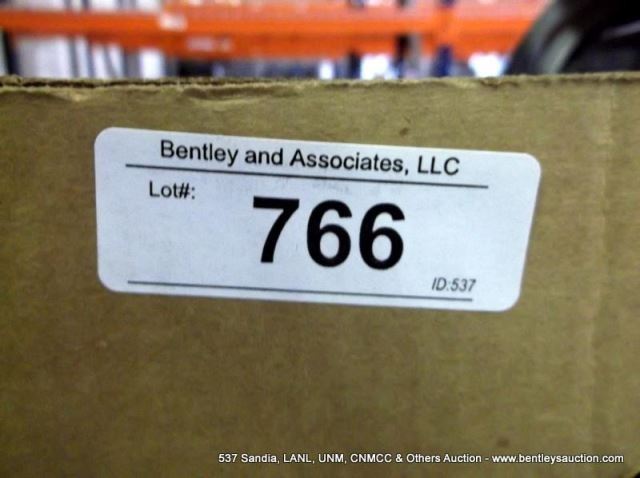 Bentley and Associates, LLC
Lot#:
766
ID:537
537 Sandia, LANL, UNM, CNMCC & Others Auction - www.bentleysauction.com